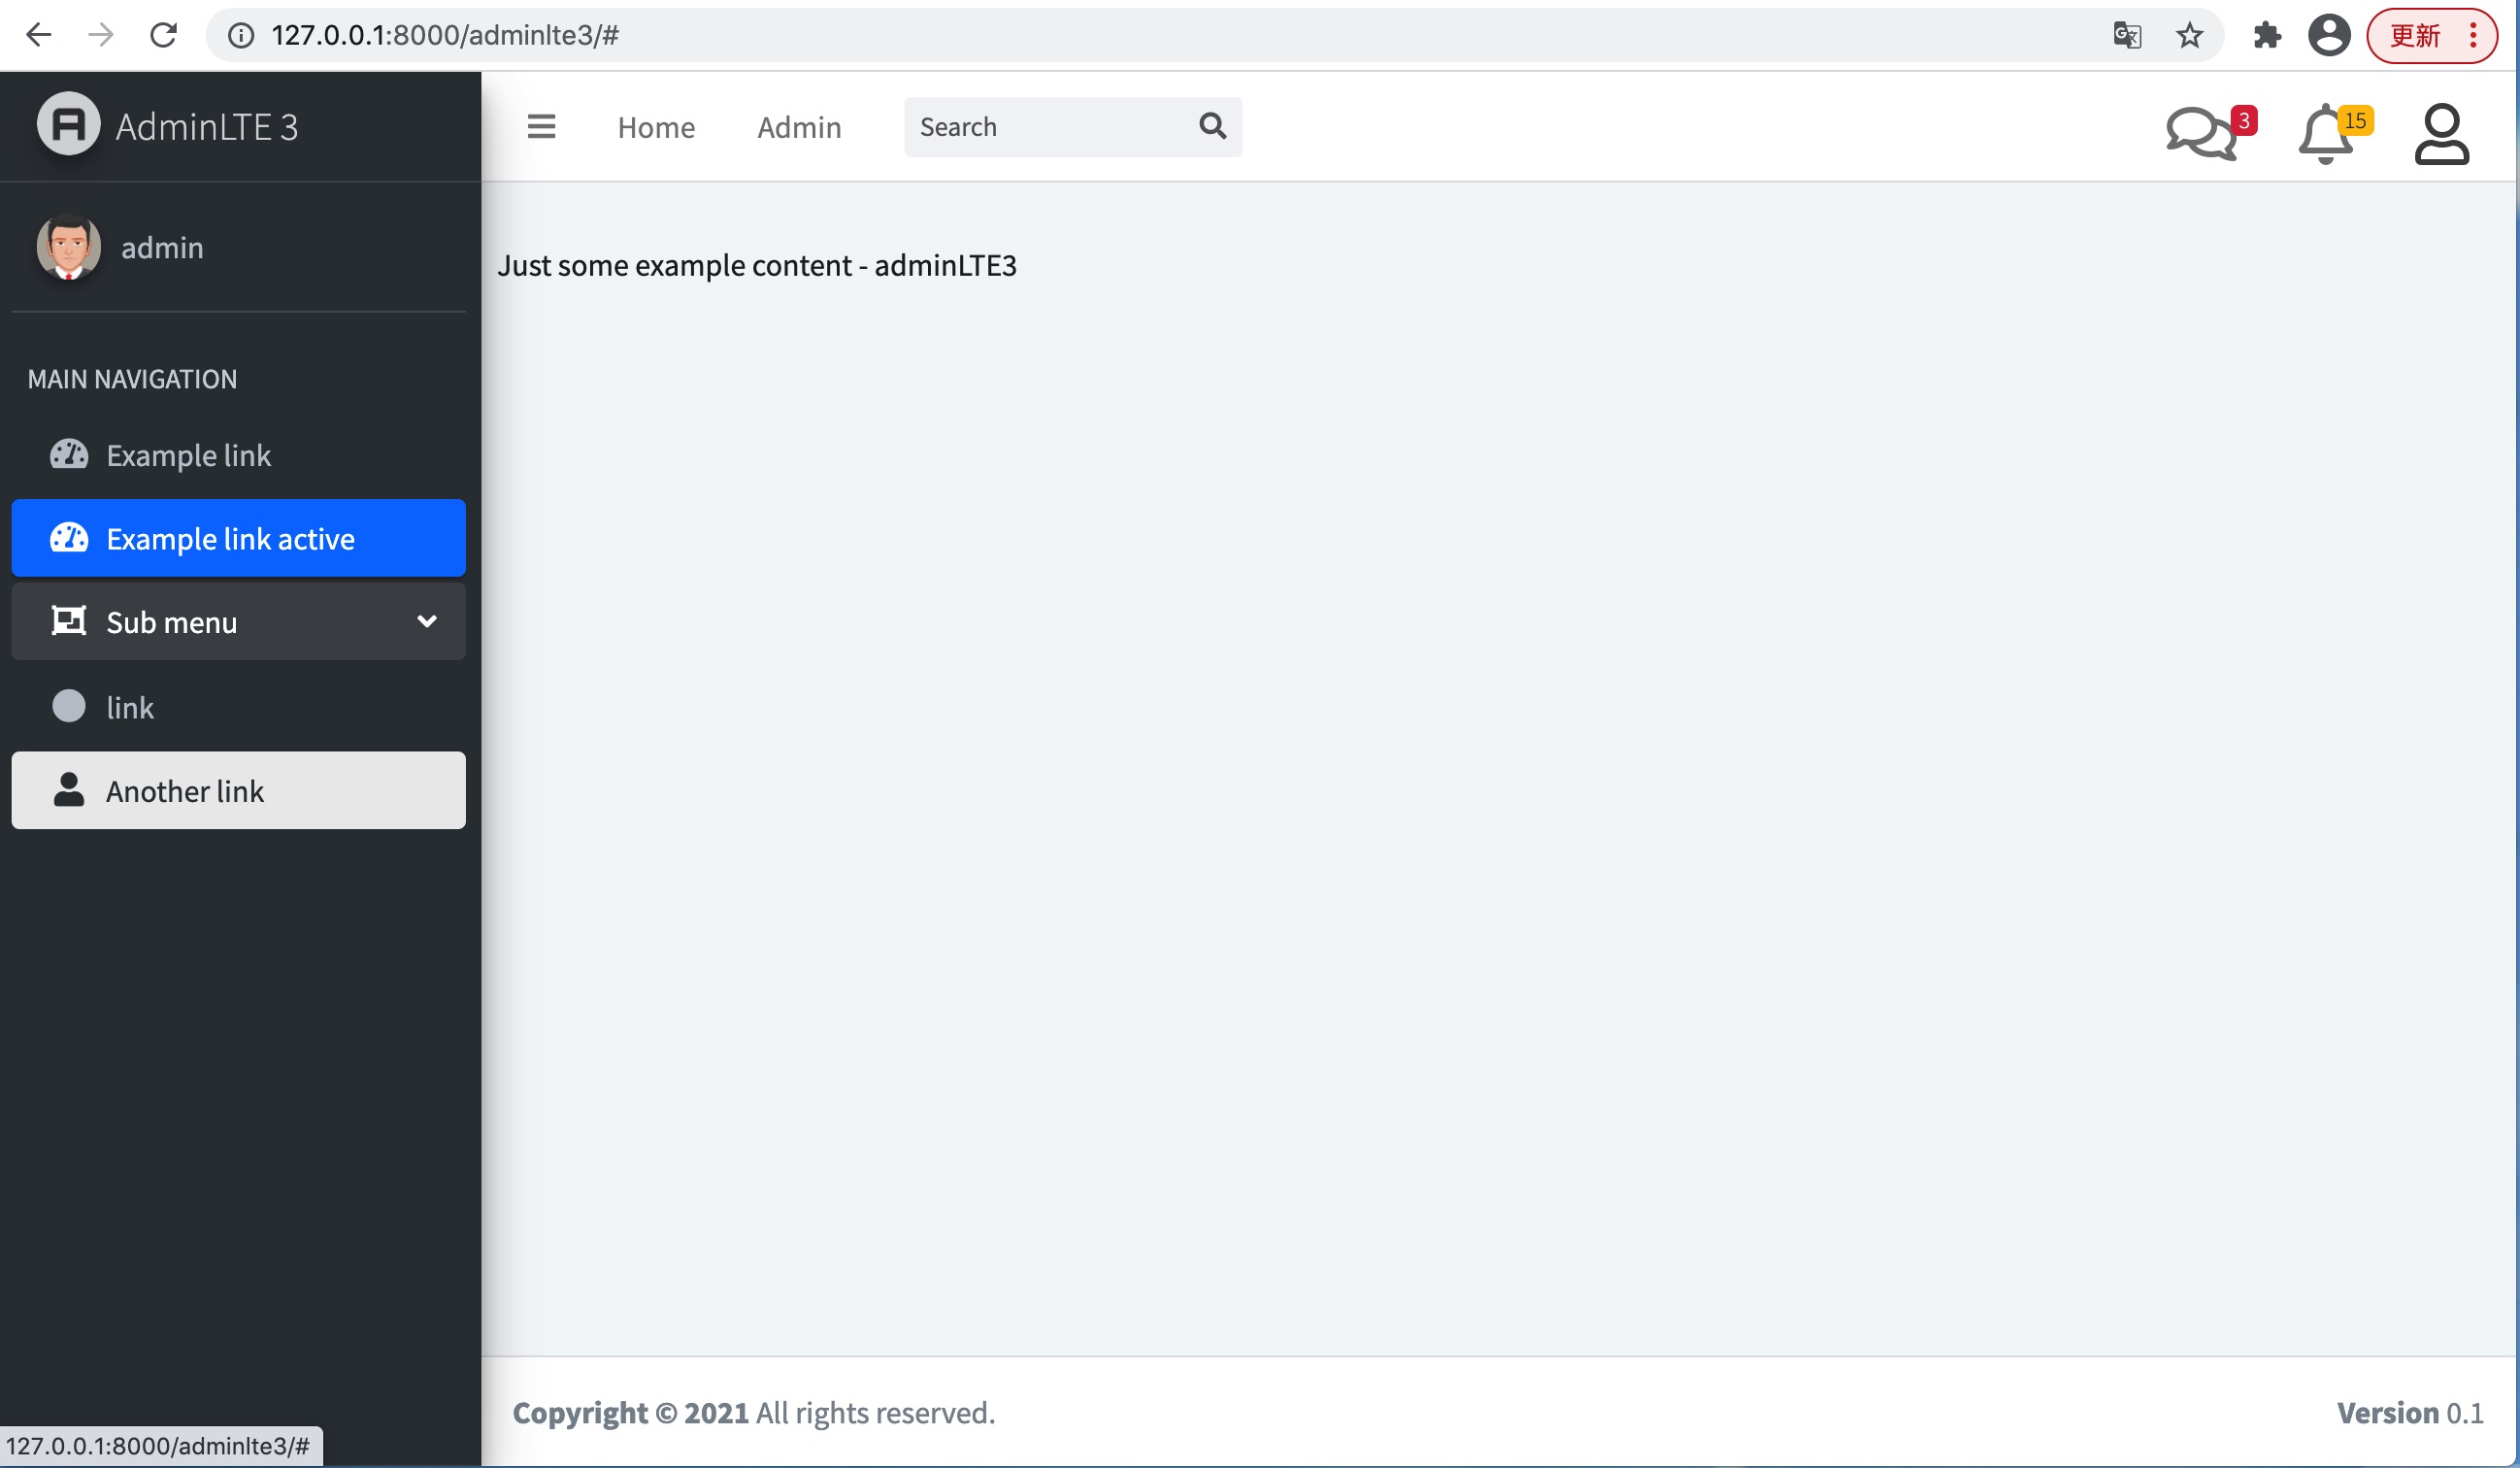 127.0.0.1:8000/adminlte3/#
更新
AdminLTE 3
Home
Admin
Search
3
15
admin
Just some example content - adminLTE3
MAIN NAVIGATION
Example link
Example link active
Sub menu
link
Another link
Copyright © 2021 All rights reserved.
Version 0.1
127.0.0.1:8000/adminlte3/#